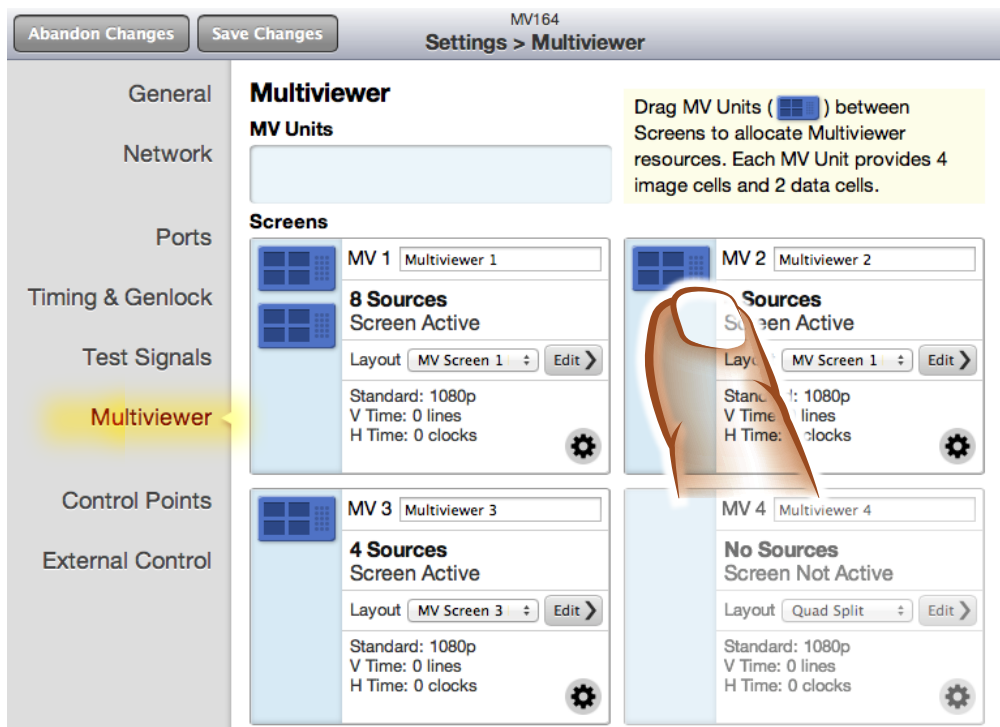 MV164
Abandon Changes Save Changes
Settings > Multiviewer
General
Network
Ports
Timing & Genlock
Test Signals
Multiviewer
Control Points
External Control
Multiviewer
MV Units
Drag MV Units ( ) between
Screens to allocate Multiviewer
resources. Each MV Unit provides 4
image cells and 2 data cells.
Screens
MV 1 Multiviewer 1
8 Sources
Screen Active
Layout MV Screen 1 Edit
Standard: 1080p
V Time: 0 lines
H Time: 0 clocks
MV 2 Multiviewer 2
Sources
Screen Active
Layout MV Screen 1 Edit
Standard: 1080p
V Time: lines
H Time: clocks
MV 3 Multiviewer 3
4 Sources
Screen Active
Layout MV Screen 3 Edit
Standard: 1080p
V Time: 0 lines
H Time: 0 clocks
MV 4 Multiviewer 4
No Sources
Screen Not Active
Layout Quad Split Edit
Standard: 1080p
V Time: 0 lines
H Time: 0 clocks